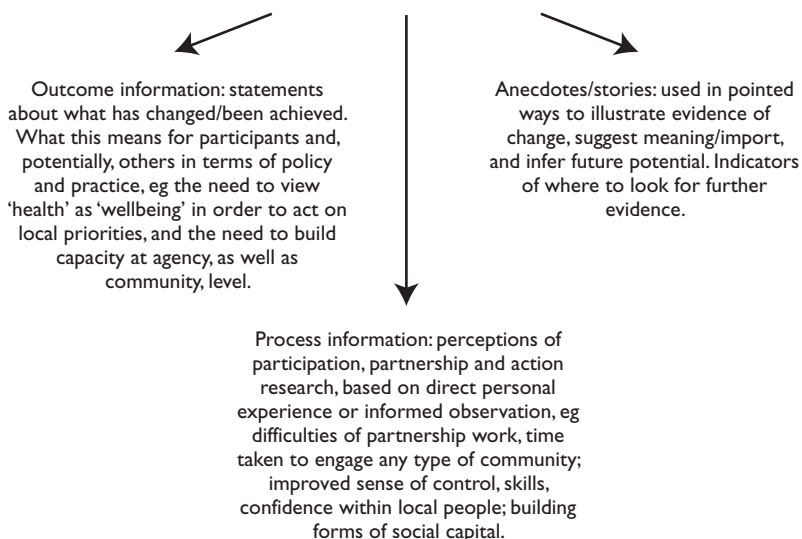 Outcome information: statements
about what has changed/been achieved.
What this means for participants and,
potentially, others in terms of policy
and practice, eg the need to view
‘health’ as ‘wellbeing’ in order to act on
local priorities, and the need to build
capacity at agency, as well as
community, level.
Anecdotes/stories: used in pointed
ways to illustrate evidence of
change, suggest meaning/import,
and infer future potential. Indicators
of where to look for further
evidence.
Process information: perceptions of
participation, partnership and action
research, based on direct personal
experience or informed observation, eg
difficulties of partnership work, time
taken to engage any type of community;
improved sense of control, skills,
confidence within local people; building
forms of social capital.